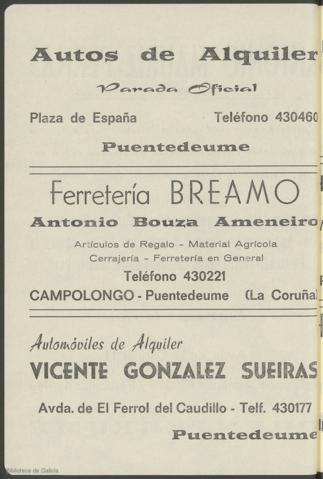 Autos de Alquiler
Parada Oficial
Plaza de España Teléfono 430460
Puentedeume
Ferretería BREAMO
Antonio Bouza Ameneiro
Artículos de Regalo - Material Agrícola
Cerrajería - Ferretería en General
Teléfono 430221
CAMPOLONGO - Puentedeume (La Coruña)
Automóviles de Alquiler
VICENTE GONZALEZ SUEIRAS
Avda. de El Ferrol del Caudillo - Telf. 430177
Puentedeume
Biblioteca de Galicia